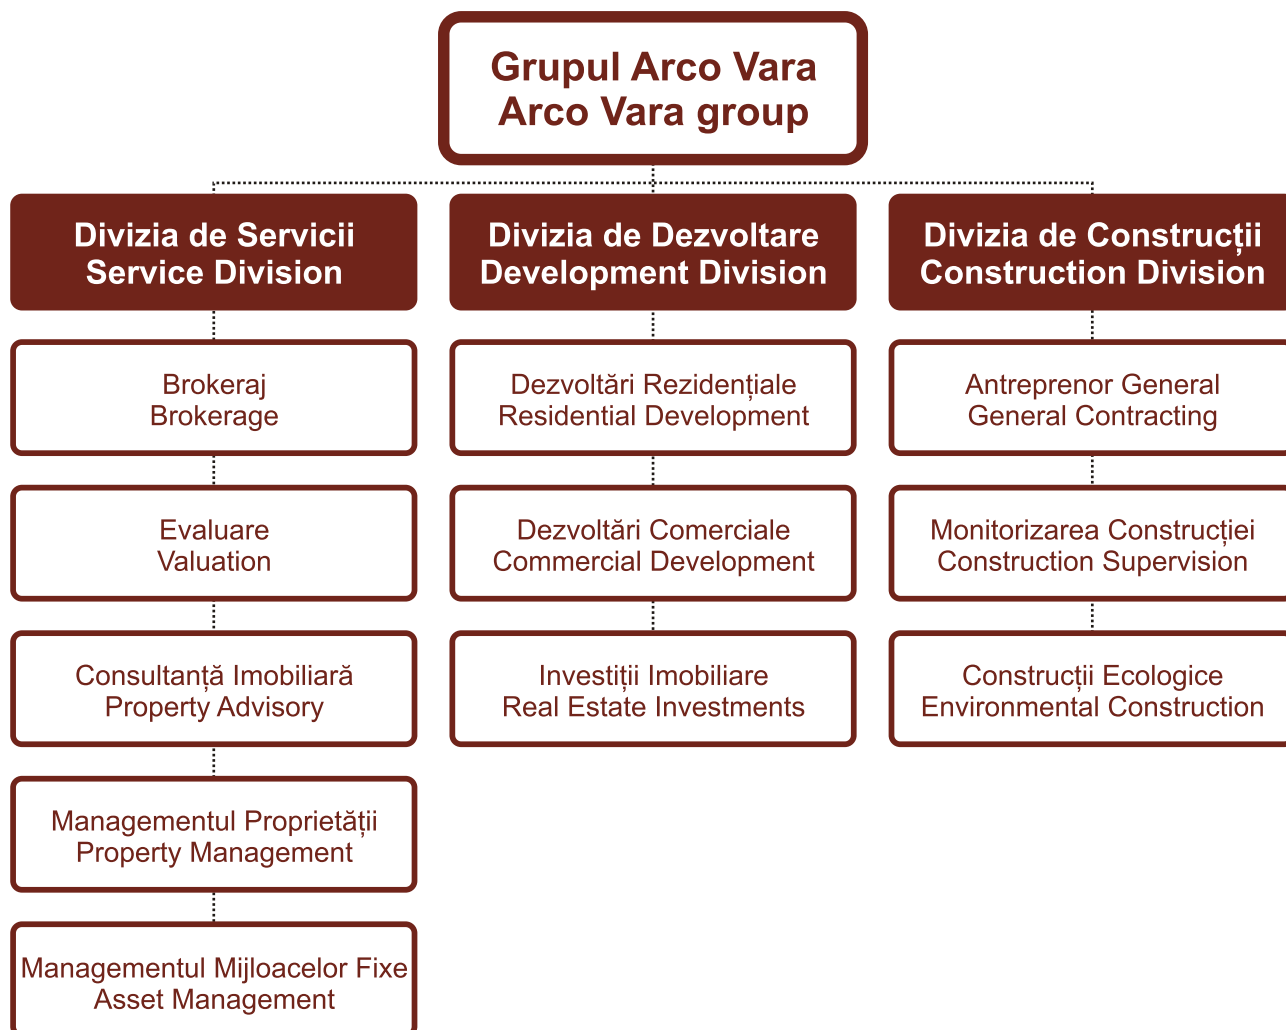 Grupul Arco Vara
Arco Vara group
Divizia de Servicii
Service Division
Divizia de Dezvoltare
Development Division
Divizia de Construcții
Construction Division
Brokeraj
Brokerage
Dezvoltări Rezidențiale
Residential Development
Antreprenor General
General Contracting
Evaluare
Valuation
Dezvoltări Comerciale
Commercial Development
Monitorizarea Construcției
Construction Supervision
Consultanță Imobiliară
Property Advisory
Investiții Imobiliare
Real Estate Investments
Construcții Ecologice
Environmental Construction
Managementul Proprietății
Property Management
Managementul Mijloacelor Fixe
Asset Management